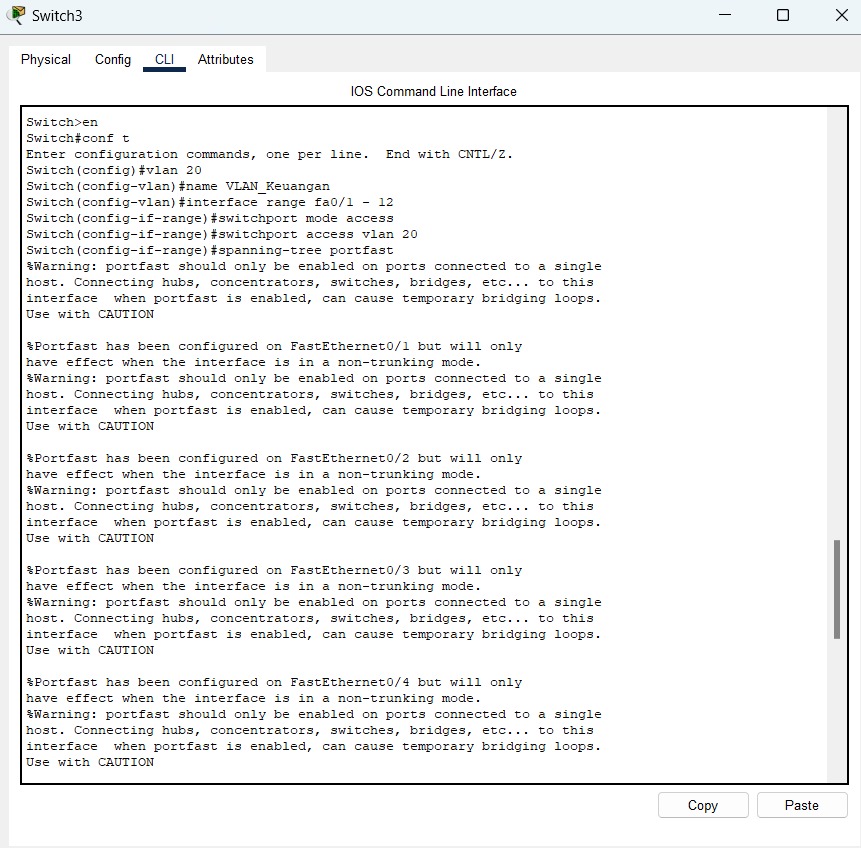 Switch3
Physical Config CLI Attributes
IOS Command Line Interface
Switch>en
Switch#conf t
Enter configuration commands, one per line.  End with CNTL/Z.
Switch(config)#vlan 20
Switch(config-vlan)#name VLAN_Keuangan
Switch(config-vlan)#interface range fa0/1 - 12
Switch(config-if-range)#switchport mode access
Switch(config-if-range)#switchport access vlan 20
Switch(config-if-range)#spanning-tree portfast
%Warning: portfast should only be enabled on ports connected to a single
host. Connecting hubs, concentrators, switches, bridges, etc... to this
interface  when portfast is enabled, can cause temporary bridging loops.
Use with CAUTION
%Portfast has been configured on FastEthernet0/1 but will only
have effect when the interface is in a non-trunking mode.
%Warning: portfast should only be enabled on ports connected to a single
host. Connecting hubs, concentrators, switches, bridges, etc... to this
interface  when portfast is enabled, can cause temporary bridging loops.
Use with CAUTION
%Portfast has been configured on FastEthernet0/2 but will only
have effect when the interface is in a non-trunking mode.
%Warning: portfast should only be enabled on ports connected to a single
host. Connecting hubs, concentrators, switches, bridges, etc... to this
interface  when portfast is enabled, can cause temporary bridging loops.
Use with CAUTION
%Portfast has been configured on FastEthernet0/3 but will only
have effect when the interface is in a non-trunking mode.
%Warning: portfast should only be enabled on ports connected to a single
host. Connecting hubs, concentrators, switches, bridges, etc... to this
interface  when portfast is enabled, can cause temporary bridging loops.
Use with CAUTION
%Portfast has been configured on FastEthernet0/4 but will only
have effect when the interface is in a non-trunking mode.
%Warning: portfast should only be enabled on ports connected to a single
host. Connecting hubs, concentrators, switches, bridges, etc... to this
interface  when portfast is enabled, can cause temporary bridging loops.
Use with CAUTION
Copy Paste